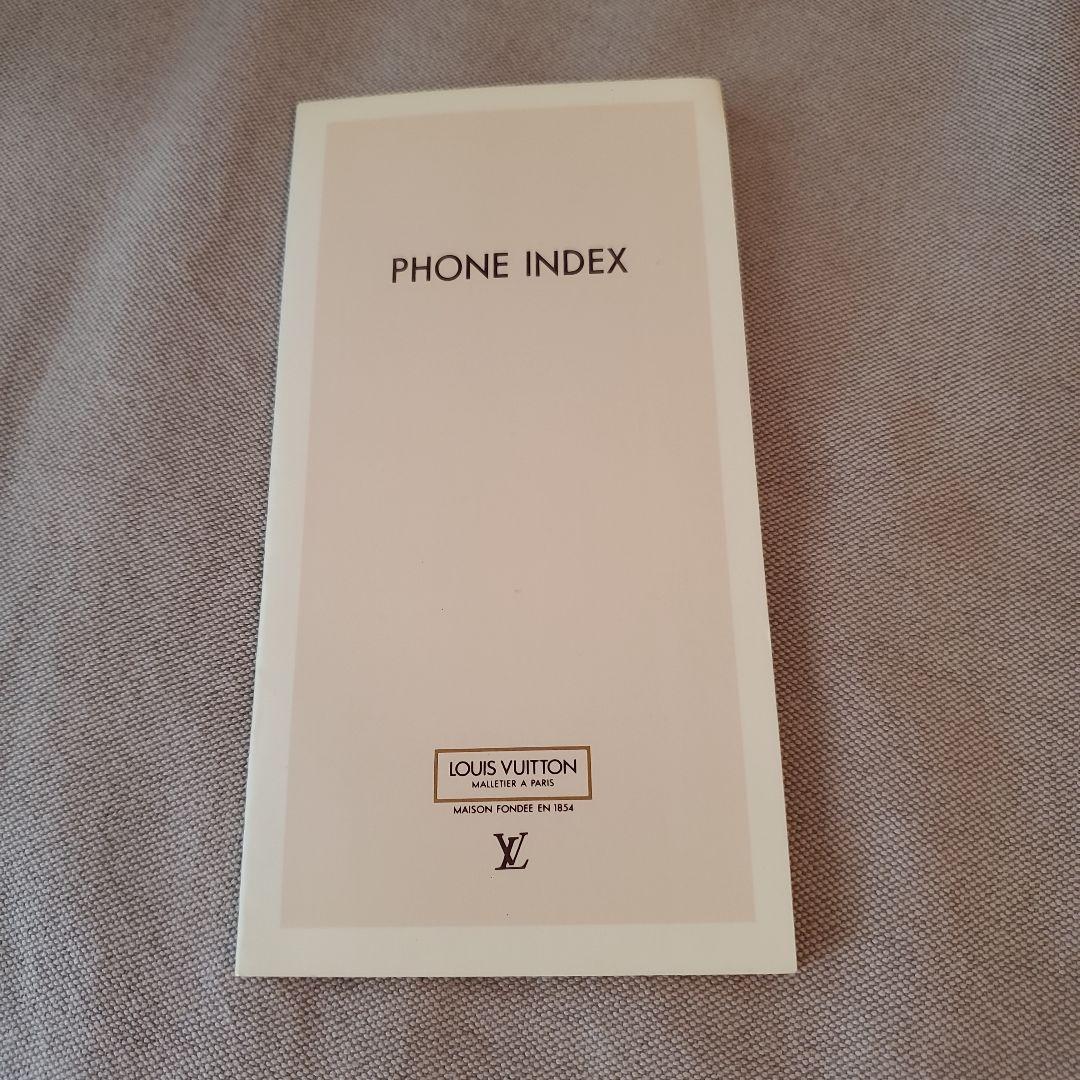 PHONE INDEX
LOUIS VUITTON
MALLETIER A PARIS
MAISON FONDEE EN 1854
LV